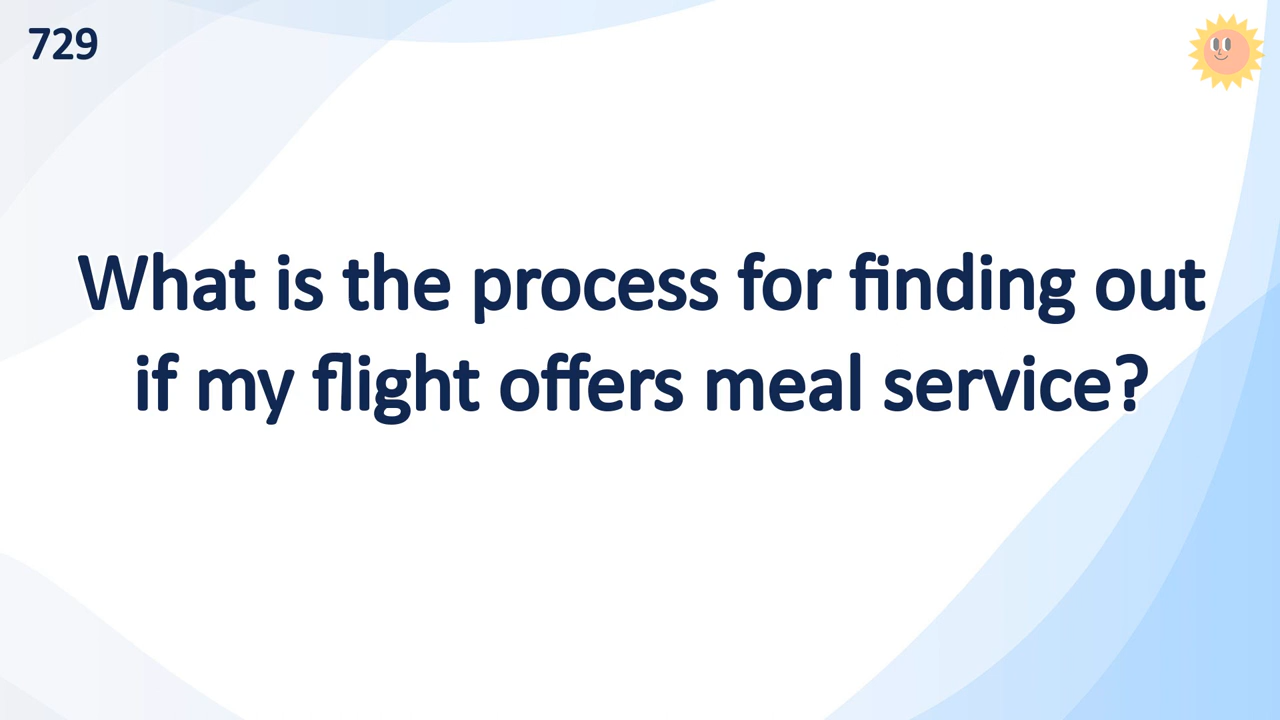 729
What is the process for finding out
if my flight offers meal service?